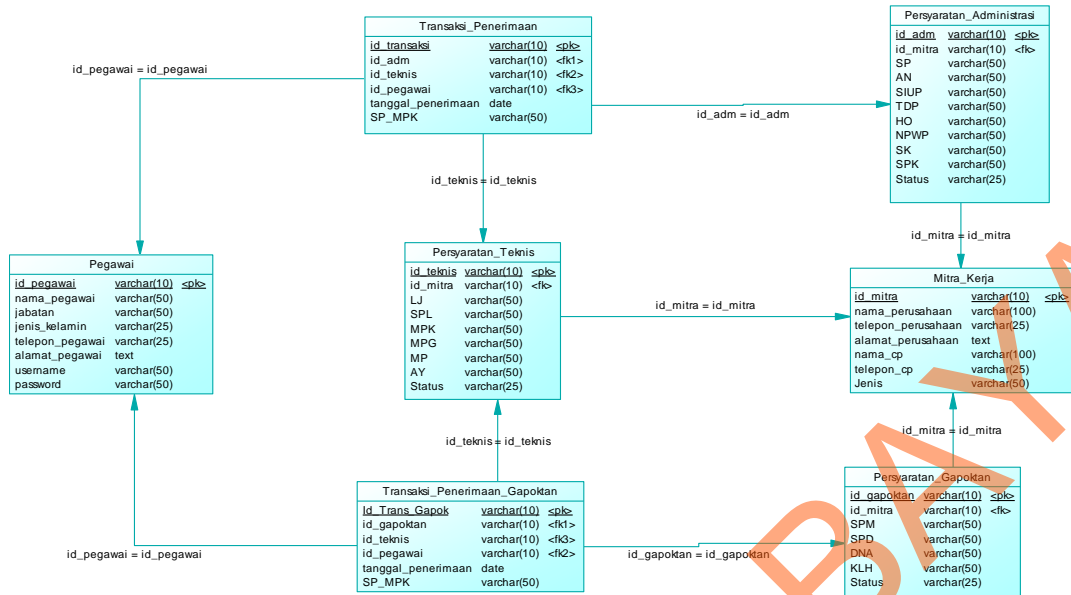 Transaksi_Penerimaan
id_transaksi varchar(10) <pk>
id_adm varchar(10) <fk1>
id_teknis varchar(10) <fk2>
id_pegawai varchar(10) <fk3>
tanggal_penerimaan date
SP_MPK varchar(50)
Persyaratan_Administrasi
id_adm varchar(10) <pk>
id_mitra varchar(10) <fk>
SP varchar(50)
AN varchar(50)
SIUP varchar(50)
TDP varchar(50)
HO varchar(50)
NPWP varchar(50)
SK varchar(50)
SPK varchar(50)
Status varchar(25)
id_pegawai = id_pegawai
id_adm = id_adm
id_teknis = id_teknis
id_mitra = id_mitra
Pegawai
id_pegawai varchar(10) <pk>
nama_pegawai varchar(50)
jabatan varchar(50)
jenis_kelamin varchar(25)
telepon_pegawai varchar(25)
alamat_pegawai text
username varchar(50)
password varchar(50)
Persyaratan_Teknis
id_teknis varchar(10) <pk>
id_mitra varchar(10) <fk>
LJ varchar(50)
SPL varchar(50)
MPK varchar(50)
MPG varchar(50)
MP varchar(50)
AY varchar(50)
Status varchar(25)
id_mitra = id_mitra
Mitra_Kerja
id_mitra varchar(10) <pk>
nama_perusahaan varchar(100)
telepon_perusahaan varchar(25)
alamat_perusahaan text
nama_cp varchar(100)
telepon_cp varchar(25)
Jenis varchar(50)
id_teknis = id_teknis
id_mitra = id_mitra
Transaksi_Penerimaan_Gapoktan
Id_Trans_Gapok varchar(10) <pk>
id_gapoktan varchar(10) <fk1>
id_teknis varchar(10) <fk3>
id_pegawai varchar(10) <fk2>
tanggal_penerimaan date
SP_MPK varchar(50)
Persyaratan_Gapoktan
id_gapoktan varchar(10) <pk>
id_mitra varchar(10) <fk>
SPM varchar(50)
SPD varchar(50)
DNA varchar(50)
KLH varchar(50)
Status varchar(25)
id_pegawai = id_pegawai
id_gapoktan = id_gapoktan
BAYA